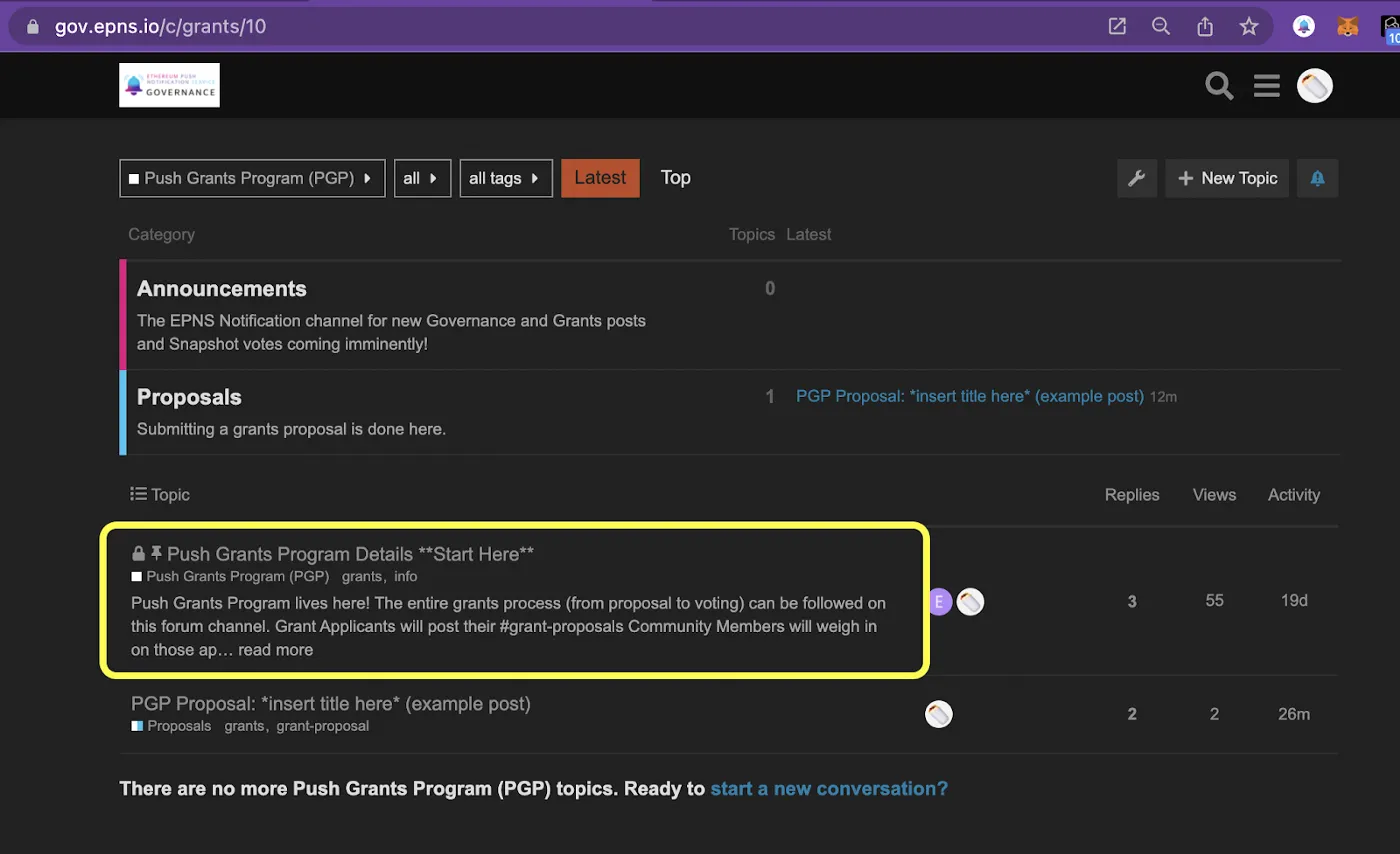 gov.epns.io/c/grants/10
10
ETHEREUM PUSH
NOTIFICATION SERVICE
GOVERNANCE
Push Grants Program (PGP) all all tags Latest Top + New Topic
Category Topics Latest
Announcements 0
The EPNS Notification channel for new Governance and Grants posts
and Snapshot votes coming imminently!
Proposals 1 PGP Proposal: *insert title here* (example post) 12m
Submitting a grants proposal is done here.
Topic Replies Views Activity
Push Grants Program Details **Start Here**
Push Grants Program (PGP) grants, info
Push Grants Program lives here! The entire grants process (from proposal to voting) can be followed on
this forum channel. Grant Applicants will post their #grant-proposals Community Members will weigh in
on those ap… read more
E 3 55 19d
PGP Proposal: *insert title here* (example post)
Proposals grants, grant-proposal
2 2 26m
There are no more Push Grants Program (PGP) topics. Ready to start a new conversation?